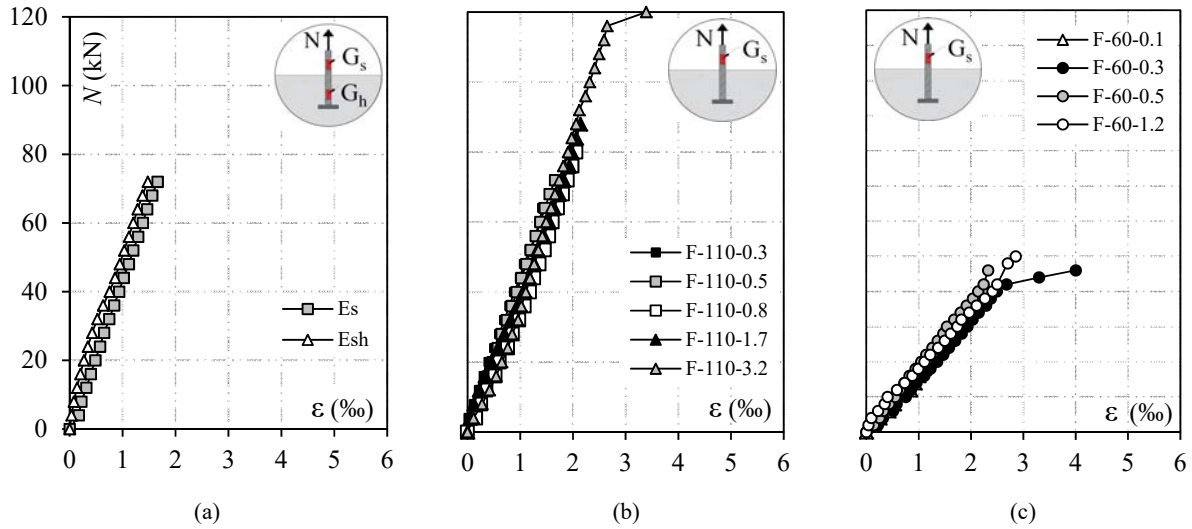 N (kN)
120
100
80
60
40
20
0
0 1 2 3 4 5 6
ε (‰)
N
Gs
Gh
Es
Esh
(a)
N
Gs
F-110-0.3
F-110-0.5
F-110-0.8
F-110-1.7
F-110-3.2
ε (‰)
0 1 2 3 4 5 6
(b)
N
Gs
F-60-0.1
F-60-0.3
F-60-0.5
F-60-1.2
ε (‰)
0 1 2 3 4 5 6
(c)